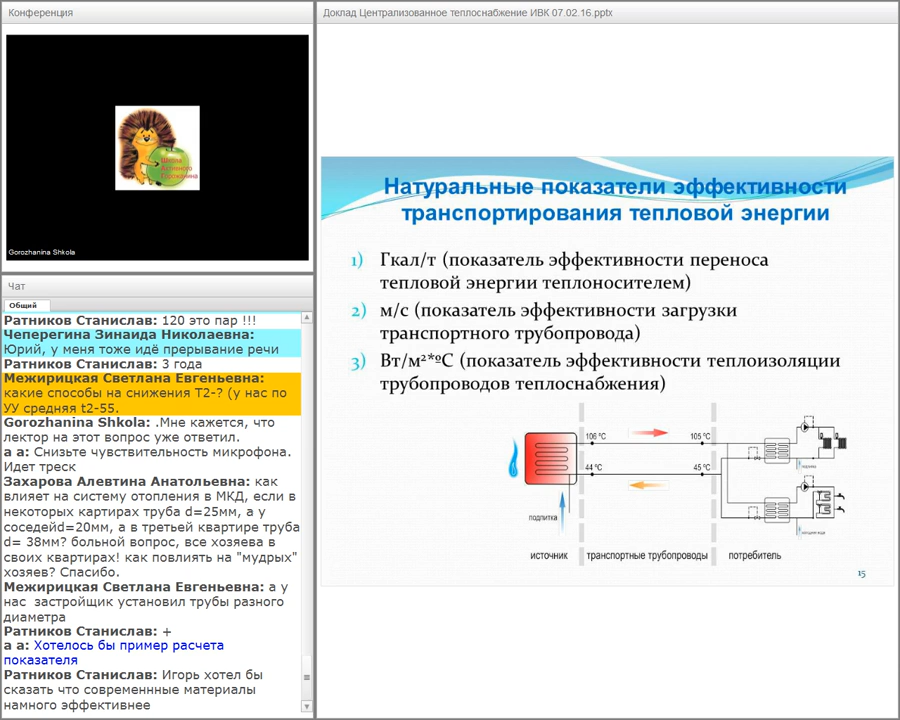 Конференция
Gorozhanina Shkola
Чат
Общий
Ратников Станислав: 120 это пар !!!
Чеперегина Зинаида Николаевна:
Юрий, у меня тоже идё прерывание речи
Ратников Станислав: 3 года
Межирицкая Светлана Евгеньевна:
какие способы на снижения Т2-? (у нас по
УУ средняя t2-55.
Gorozhanina Shkola: .Мне кажется, что
лектор на этот вопрос уже ответил.
а а: Снизьте чувствительность микрофона.
Идет треск
Захарова Алевтина Анатольевна: как
влияет на систему отопления в МКД, если в
некоторых картирах труба d=25мм, а у
соседейd=20мм, а в третьей квартире труба
d= 38мм? больной вопрос, все хозяева в
своих квартирах! как повлиять на "мудрых"
хозяев? Спасибо.
Межирицкая Светлана Евгеньевна: а у
нас застройщик установил трубы разного
диаметра
Ратников Станислав: +
а а: Хотелось бы пример расчета
показателя
Ратников Станислав: Игорь хотел бы
сказать что современнные материалы
намного эффективнее
Доклад Централизованное теплоснабжение ИВК 07.02.16.pptx
Натуральные показатели эффективности
транспортирования тепловой энергии
1) Гкал/т (показатель эффективности переноса
тепловой энергии теплоносителем)
2) м/с (показатель эффективности загрузки
транспортного трубопровода)
3) Вт/м²*ºС (показатель эффективности теплоизоляции
трубопроводов теплоснабжения)
106 ºС
105 ºС
44 ºС
45 ºС
подпитка
источник
транспортные трубопроводы
потребитель
15